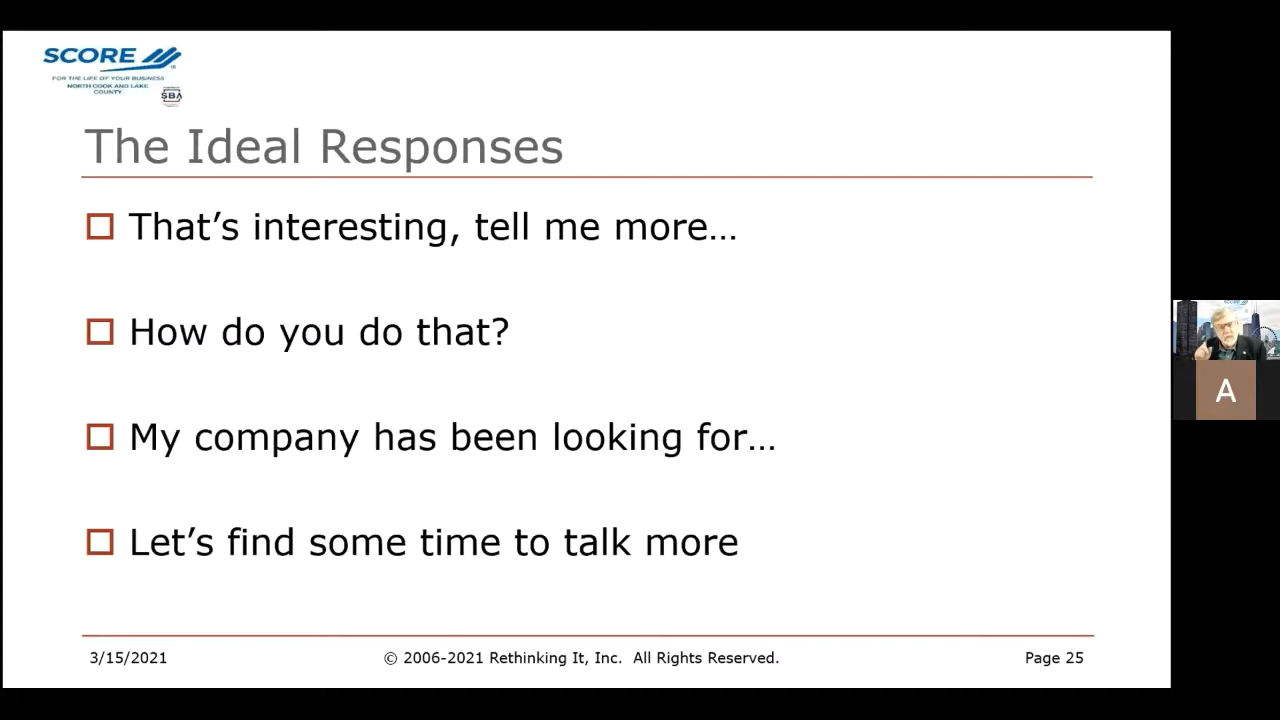 SCORE
FOR THE LIFE OF YOUR BUSINESS
NORTH COOK AND LAKE
COUNTY
SBA
The Ideal Responses
That’s interesting, tell me more…
How do you do that?
My company has been looking for…
Let’s find some time to talk more
3/15/2021
© 2006-2021 Rethinking It, Inc. All Rights Reserved.
Page 25
SCORE
A